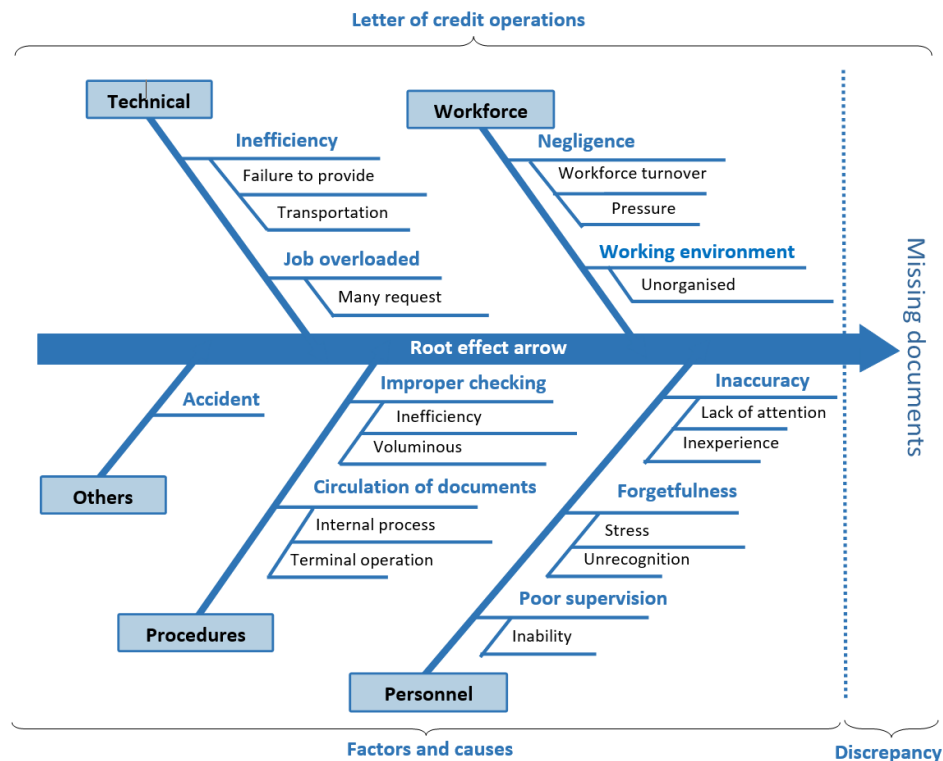 Letter of credit operations
Technical
Workforce
Inefficiency
Failure to provide
Transportation
Job overloaded
Many request
Negligence
Workforce turnover
Pressure
Working environment
Unorganised
Root effect arrow
Missing documents
Accident
Others
Improper checking
Inefficiency
Voluminous
Circulation of documents
Internal process
Terminal operation
Procedures
Inaccuracy
Lack of attention
Inexperience
Forgetfulness
Stress
Unrecognition
Poor supervision
Inability
Personnel
Factors and causes
Discrepancy